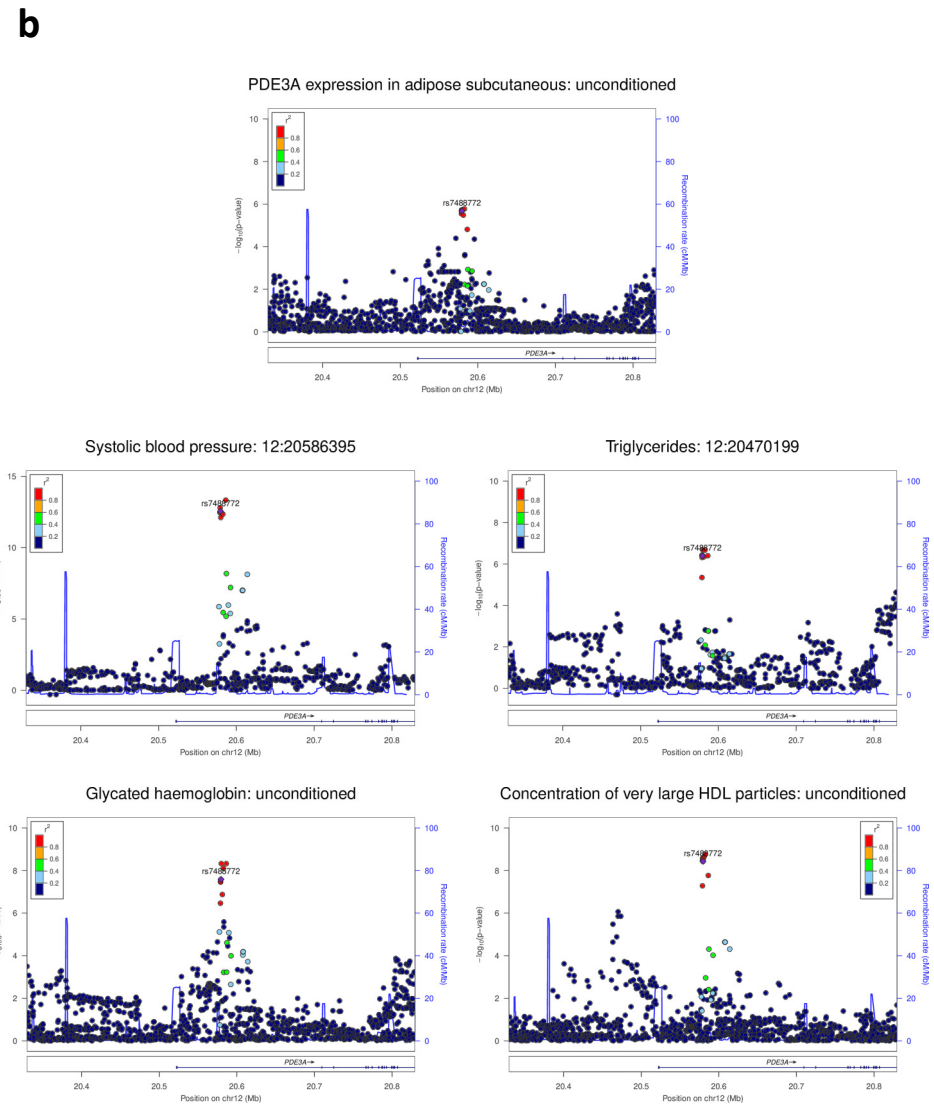 b
PDE3A expression in adipose subcutaneous: unconditioned
10
8
6
4
2
0
−log10(p-value)
r2
0.8
0.6
0.4
0.2
rs7488772
100
80
60
40
20
0
Recombination rate (cM/Mb)
PDE3A→
20.4 20.5 20.6 20.7 20.8
Position on chr12 (Mb)
Systolic blood pressure: 12:20586395
15
10
5
0
r2
0.8
0.6
0.4
0.2
rs7488772
100
80
60
40
20
0
Recombination rate (cM/Mb)
PDE3A→
20.4 20.5 20.6 20.7 20.8
Position on chr12 (Mb)
Triglycerides: 12:20470199
10
8
6
4
2
0
−log10(p-value)
r2
0.8
0.6
0.4
0.2
rs7488772
100
80
60
40
20
0
Recombination rate (cM/Mb)
PDE3A→
20.4 20.5 20.6 20.7 20.8
Position on chr12 (Mb)
Glycated haemoglobin: unconditioned
10
8
6
4
2
0
r2
0.8
0.6
0.4
0.2
rs7488772
100
80
60
40
20
0
Recombination rate (cM/Mb)
PDE3A→
20.4 20.5 20.6 20.7 20.8
Position on chr12 (Mb)
Concentration of very large HDL particles: unconditioned
10
8
6
4
2
0
−log10(p-value)
r2
0.8
0.6
0.4
0.2
rs7488772
100
80
60
40
20
0
Recombination rate (cM/Mb)
PDE3A→
20.4 20.5 20.6 20.7 20.8
Position on chr12 (Mb)